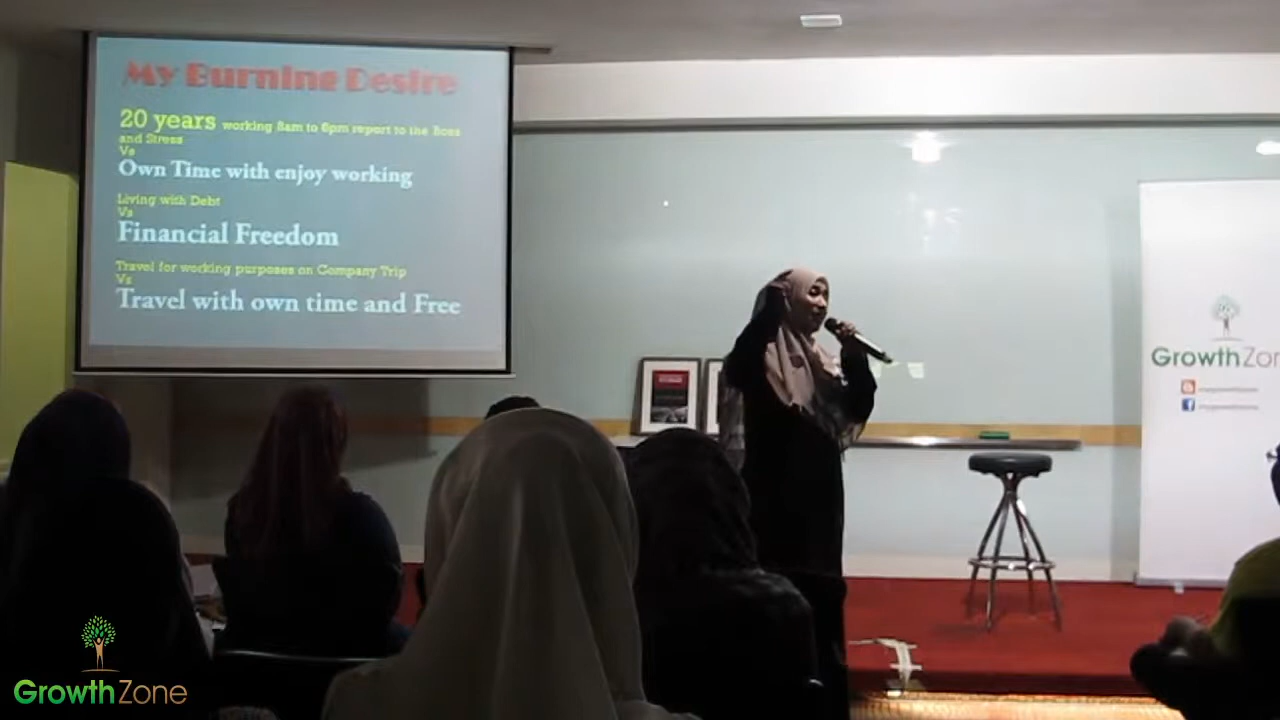 My Burning Desire
20 years working 8am to 6pm report to the Boss
and Stress
Vs
Own Time with enjoy working
Living with Debt
Vs
Financial Freedom
Travel for working purposes on Company Trip
Vs
Travel with own time and Free
GrowthZon
GrowthZone